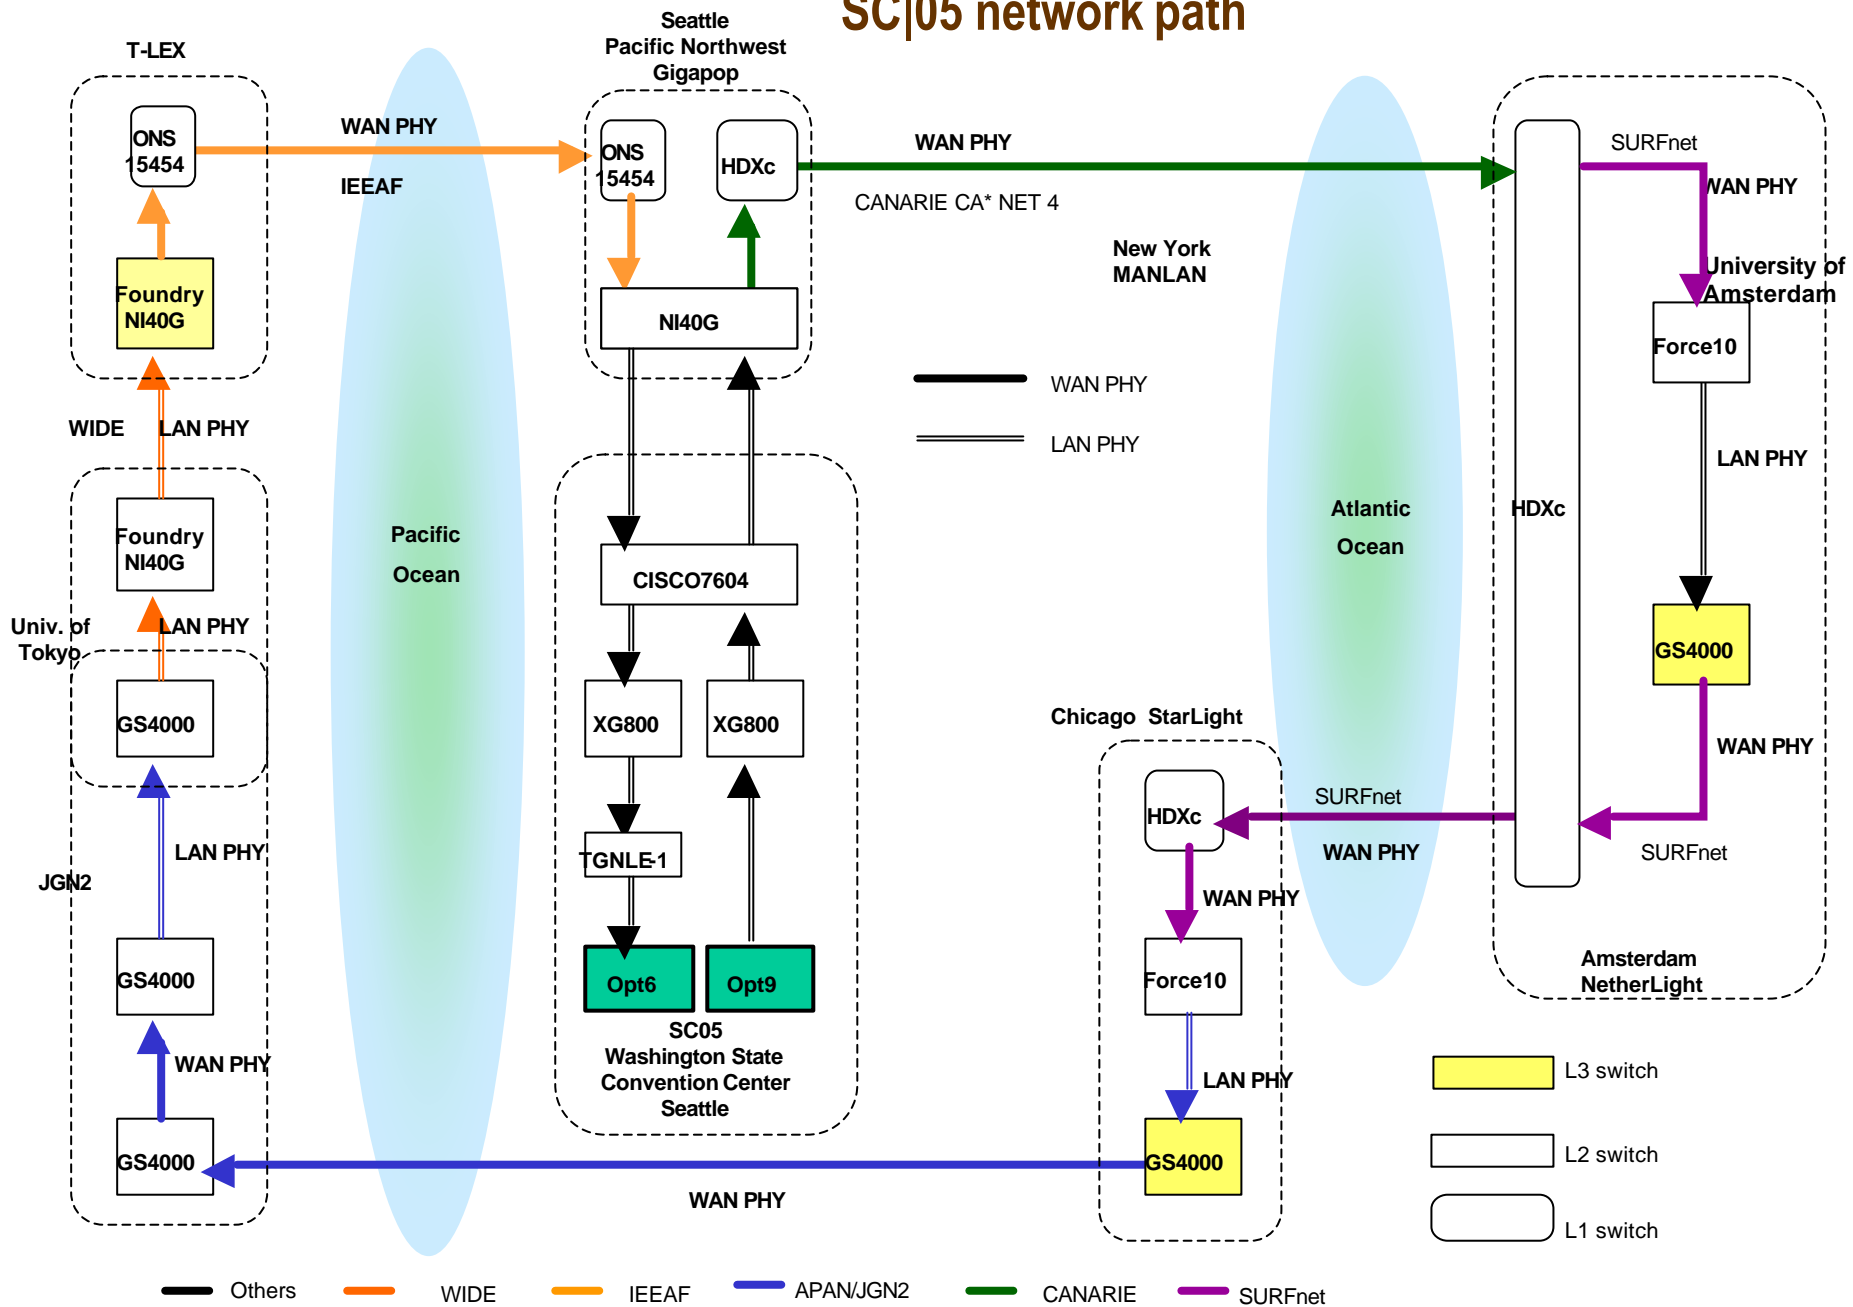 SC|05 network path
Seattle
Pacific Northwest
Gigapop
T-LEX
ONS
15454
WAN PHY
IEEAF
ONS
15454
HDXc
WAN PHY
CANARIE CA* NET 4
SURFnet
WAN PHY
New York
MANLAN
University of
Amsterdam
Foundry
NI40G
NI40G
Force10
WAN PHY
LAN PHY
WIDE
LAN PHY
LAN PHY
Foundry
NI40G
Pacific
Ocean
CISCO7604
Atlantic
Ocean
HDXc
Univ. of
Tokyo
LAN PHY
GS4000
GS4000
XG800
XG800
Chicago StarLight
WAN PHY
HDXc
SURFnet
WAN PHY
SURFnet
LAN PHY
JGN2
TGNLE-1
WAN PHY
GS4000
Opt6
Opt9
Force10
Amsterdam
NetherLight
SC05
Washington State
Convention Center
Seattle
WAN PHY
LAN PHY
L3 switch
GS4000
GS4000
L2 switch
WAN PHY
L1 switch
Others
WIDE
IEEAF
APAN/JGN2
CANARIE
SURFnet